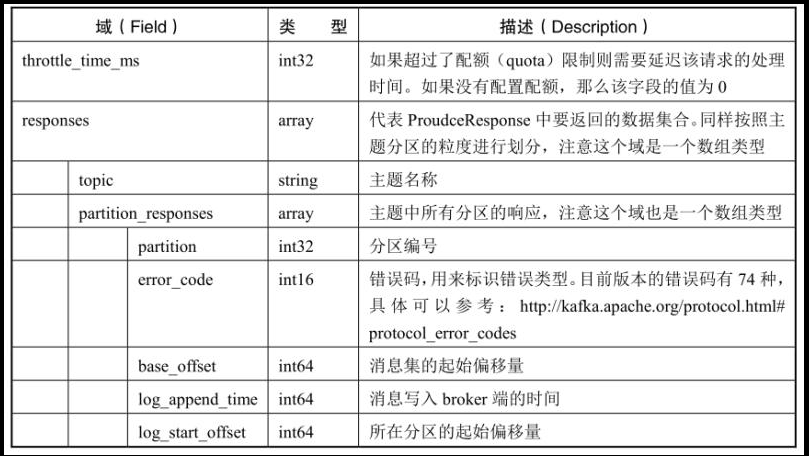 域（Field） 类 型 描述（Description）
throttle_time_ms int32 如果超过了配额（quota）限制则需要延迟该请求的处理
时间。如果没有配置配额，那么该字段的值为 0
responses array 代表 ProudceResponse 中要返回的数据集合。同样按照主
题分区的粒度进行划分，注意这个域是一个数组类型
topic string 主题名称
partition_responses array 主题中所有分区的响应，注意这个域也是一个数组类型
partition int32 分区编号
error_code int16 错误码，用来标识错误类型。目前版本的错误码有 74 种，
具体可以参考：http://kafka.apache.org/protocol.html#
protocol_error_codes
base_offset int64 消息集的起始偏移量
log_append_time int64 消息写入 broker 端的时间
log_start_offset int64 所在分区的起始偏移量